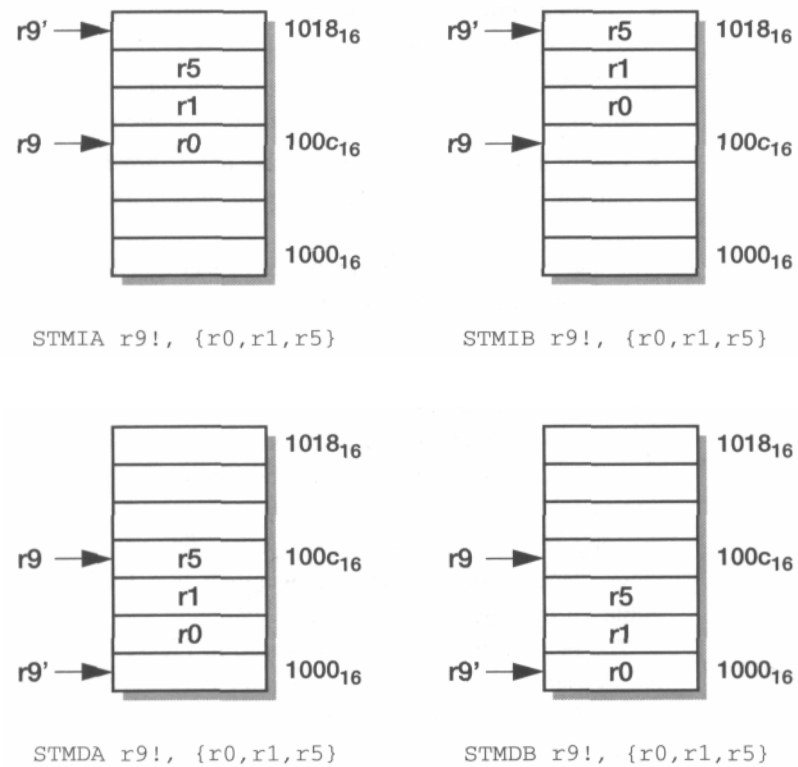 r9’ 1018₁₆
r5
r1
r9 r0 100c₁₆
1000₁₆
STMIA r9!, {r0,r1,r5}
r9’ r5 1018₁₆
r1
r0
r9 100c₁₆
1000₁₆
STMIB r9!, {r0,r1,r5}
1018₁₆
r9 r5 100c₁₆
r1
r0
r9’ 1000₁₆
STMDA r9!, {r0,r1,r5}
1018₁₆
r9 100c₁₆
r5
r1
r9’ r0 1000₁₆
STMDB r9!, {r0,r1,r5}